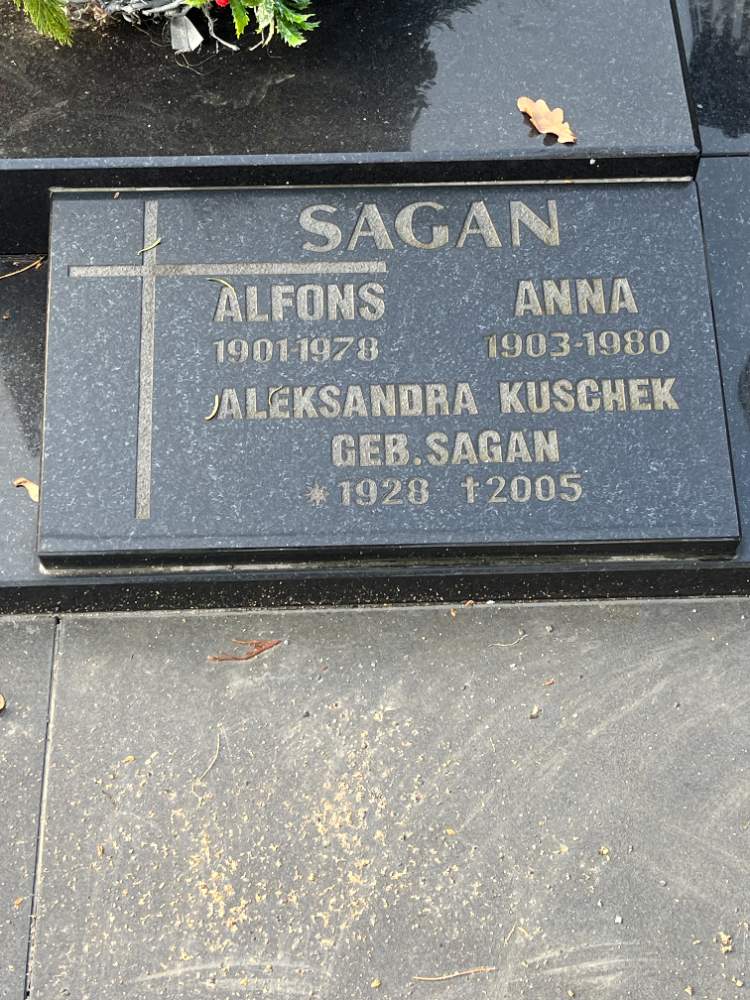 SAGAN
ALFONS ANNA
1901-1978 1903-1980
ALEKSANDRA KUSCHEK
GEB. SAGAN
*1928 †2005